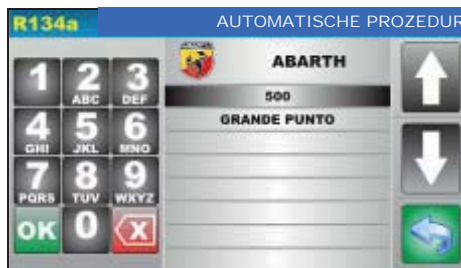 R134a AUTOMATISCHE PROZEDUR
ABARTH
500
GRANDE PUNTO
1 2 3
ABC DEF
4 5 6
GHI JKL MNO
7 8 9
PQRS TUV WXYZ
OK 0 X